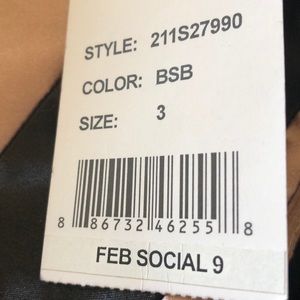 STYLE: 211S27990
COLOR: BSB
SIZE: 3
8 86732 46255 8
FEB SOCIAL 9